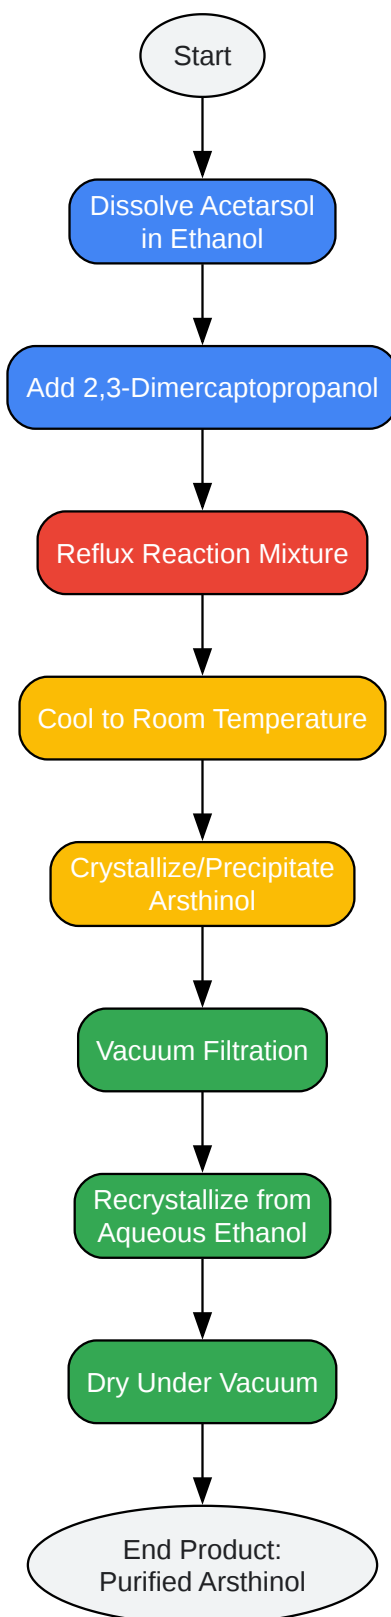 Start
Dissolve Acetarsol
in Ethanol
Add 2,3-Dimercaptopropanol
Reflux Reaction Mixture
Cool to Room Temperature
Crystallize/Precipitate
Arsthinol
Vacuum Filtration
Recrystallize from
Aqueous Ethanol
Dry Under Vacuum
End Product:
Purified Arsthinol